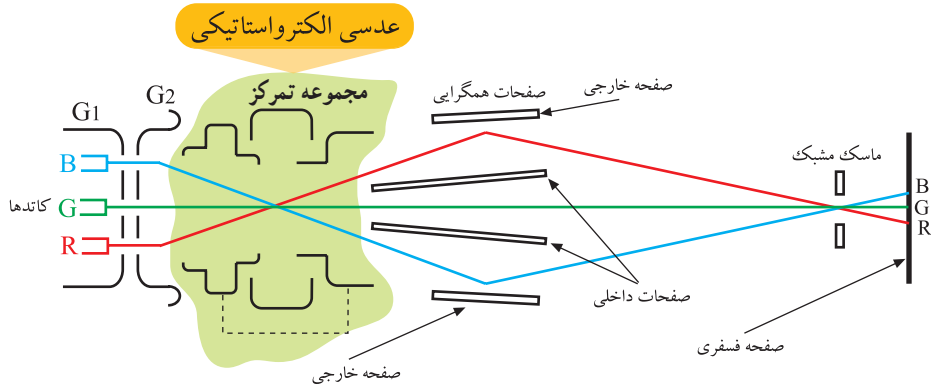 عدسی الکترواستاتیکی
مجموعه تمرکز
صفحات همگرایی
صفحه خارجی
G1
G2
ماسک مشبک
B
G
R
کاتدها
B
G
R
صفحات داخلی
صفحه فسفری
صفحه خارجی